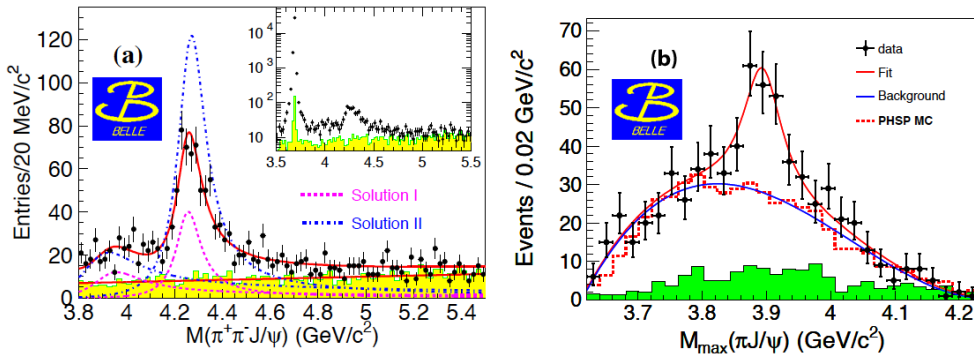 Entries/20 MeV/c²
120
100
80
60
40
20
0
(a)
B
BELLE
10⁴
10³
10²
10
3.5 4 4.5 5 5.5
Solution I
Solution II
3.8 4 4.2 4.4 4.6 4.8 5 5.2 5.4
M(π⁺π⁻J/ψ) (GeV/c²)
Events / 0.02 GeV/c²
70
60
50
40
30
20
10
0
(b)
B
BELLE
data
Fit
Background
PHSP MC
3.7 3.8 3.9 4 4.1 4.2
M_max(πJ/ψ) (GeV/c²)